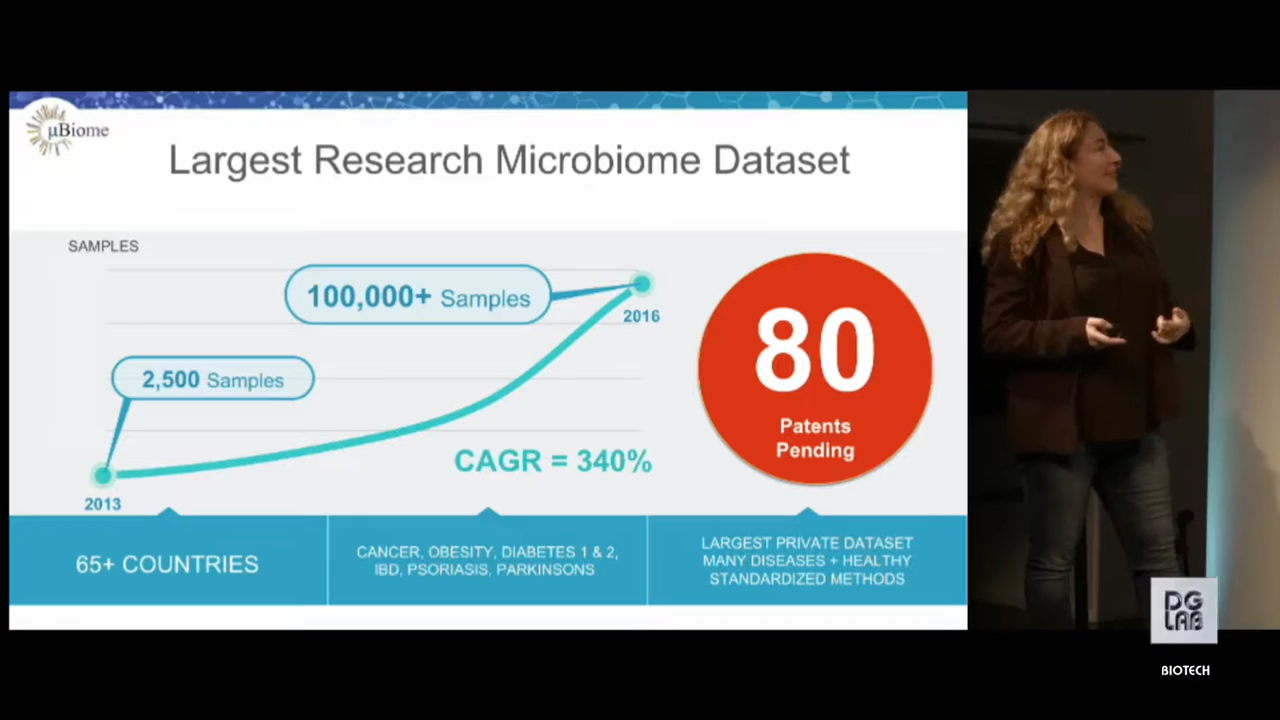 µBiome
Largest Research Microbiome Dataset
SAMPLES
100,000+ Samples
2016
2,500 Samples
CAGR = 340%
2013
80
Patents
Pending
65+ COUNTRIES
CANCER, OBESITY, DIABETES 1 & 2,
IBD, PSORIASIS, PARKINSONS
LARGEST PRIVATE DATASET
MANY DISEASES + HEALTHY
STANDARDIZED METHODS
DG
LAB
BIOTECH